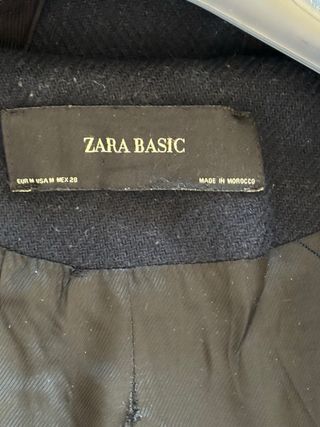 ZARA BASIC
EUR M USA M MEX 28
MADE IN MOROCCO